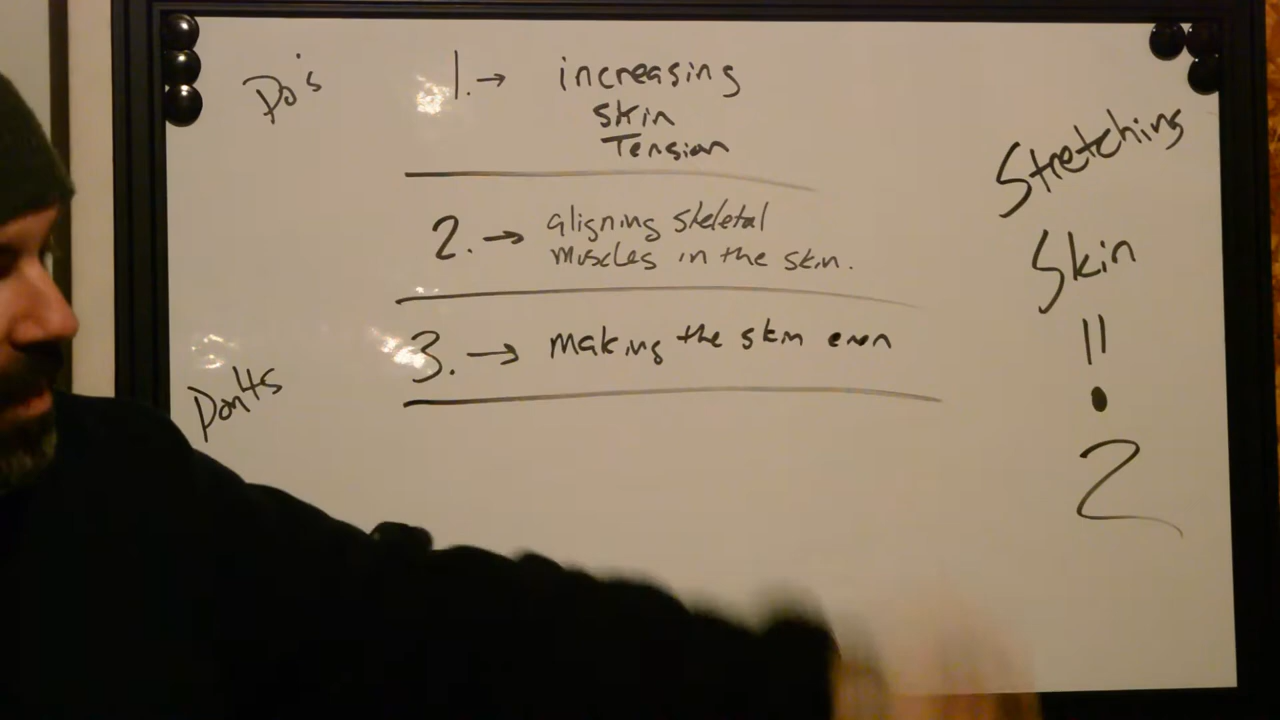 Do's
1. → increasing
skin
Tension
2. → aligning skeletal
muscles in the skin.
3. → making the skin even
Don'ts
Stretching
Skin
!!
2